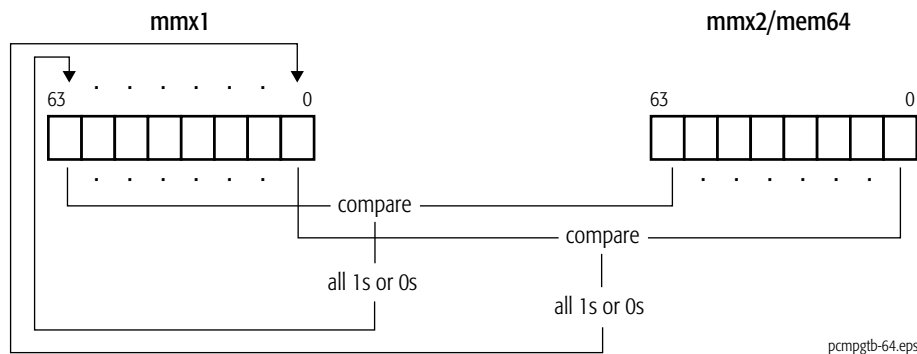 mmx1 mmx2/mem64
. . . . . .
63 0 63 0
. . . . . . . . . . . .
compare
compare
all 1s or 0s
all 1s or 0s
pcmpgtb-64.eps